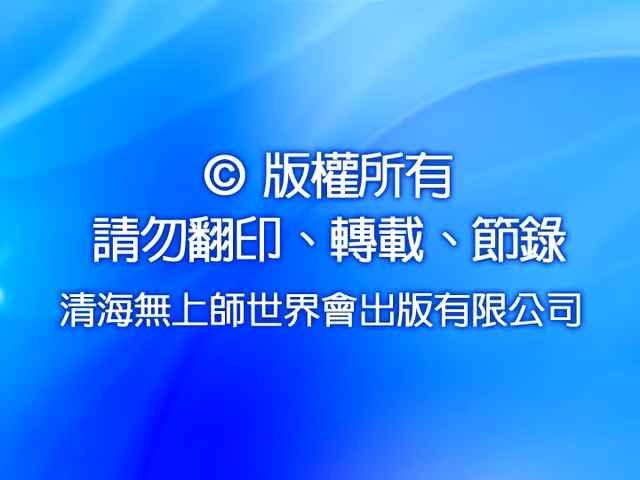 © 版權所有
請勿翻印、轉載、節錄
清海無上師世界會出版有限公司